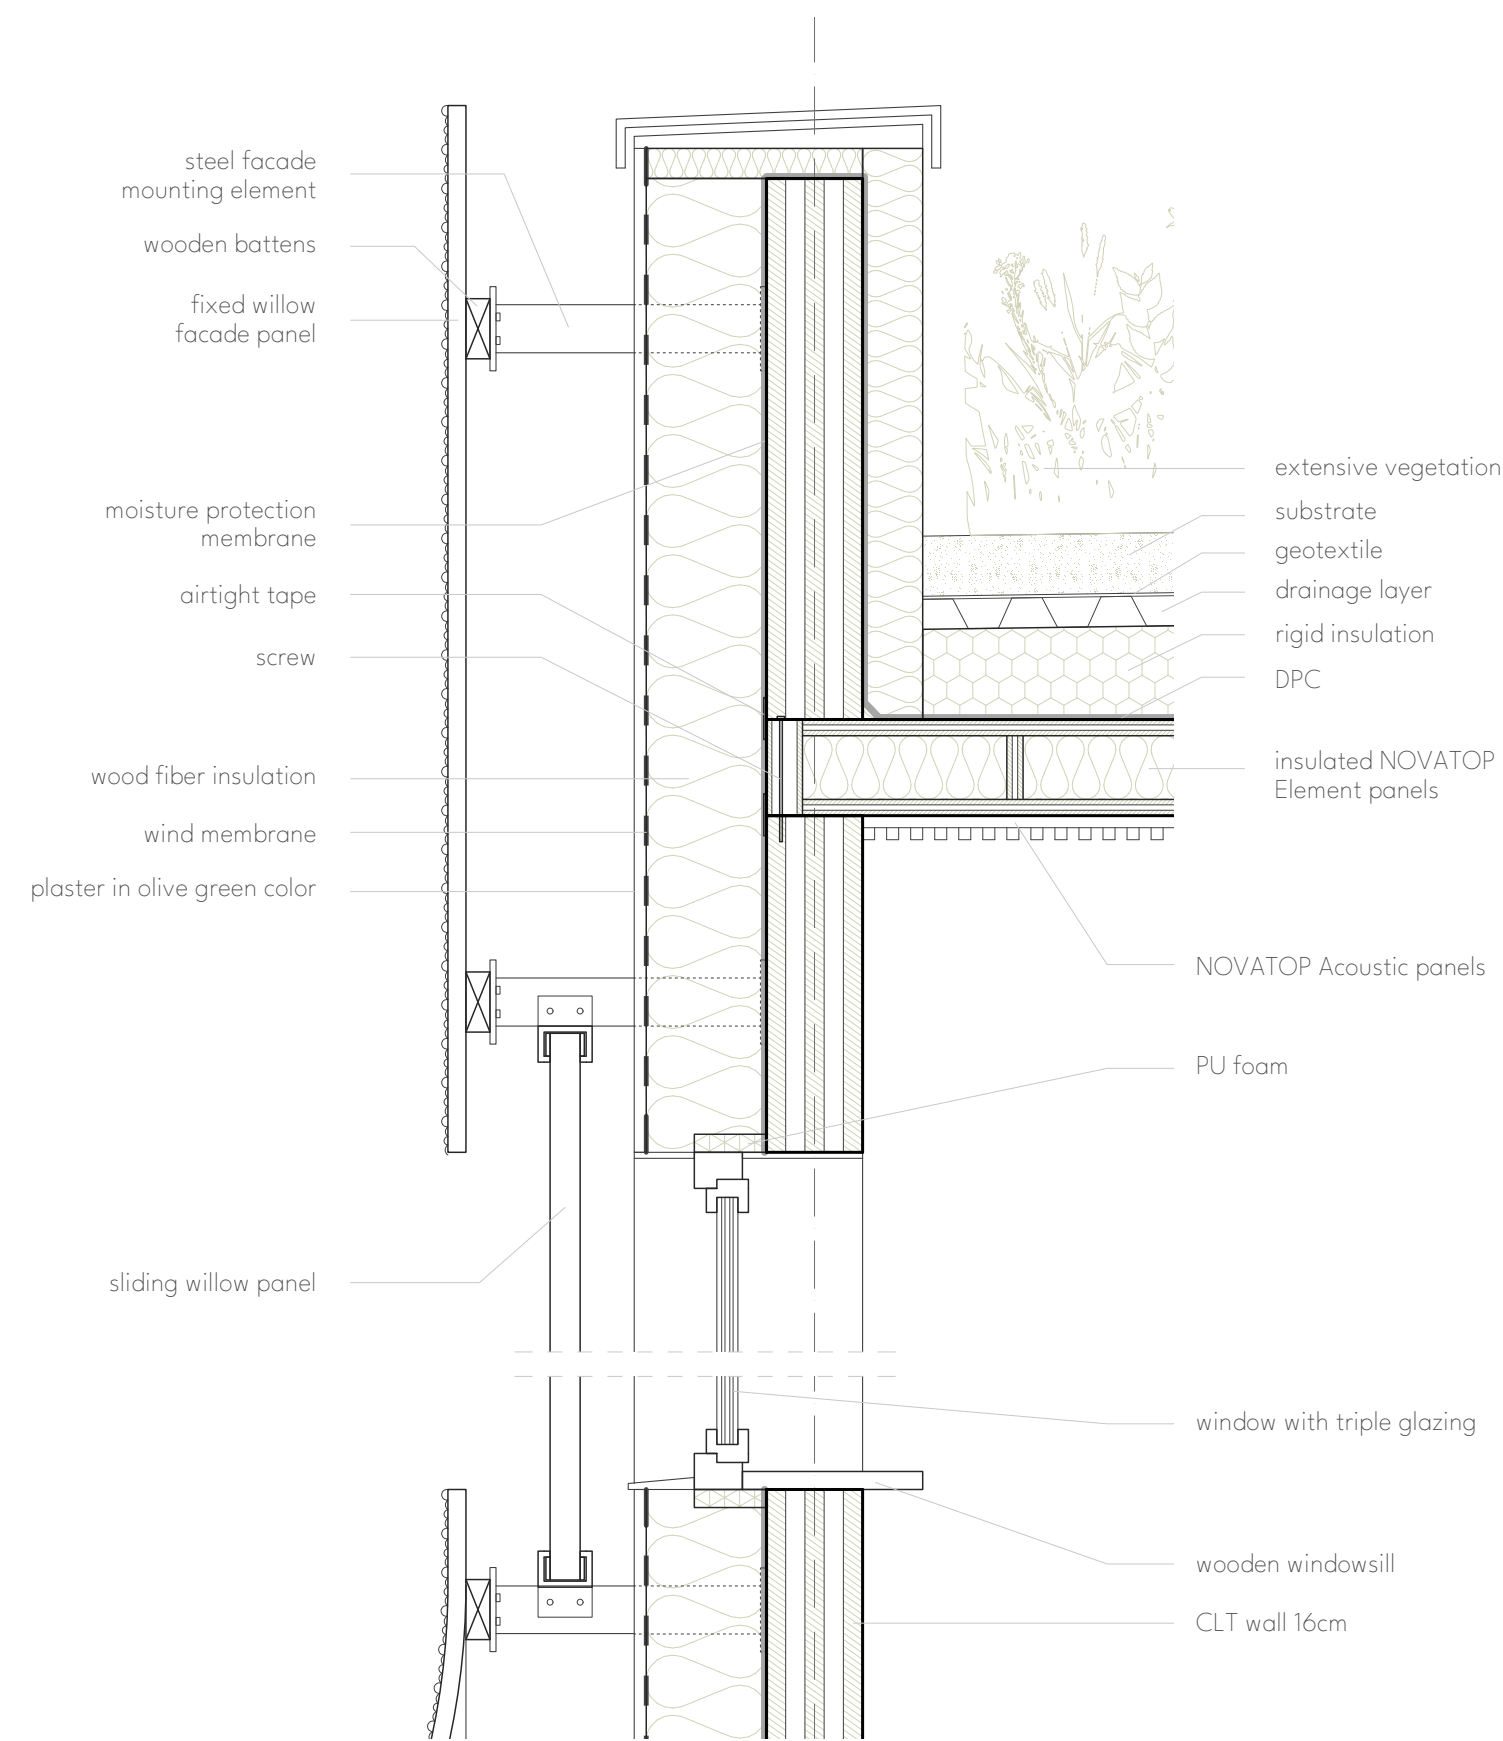 steel facade
mounting element
wooden battens
fixed willow
facade panel
moisture protection
membrane
airtight tape
screw
wood fiber insulation
wind membrane
plaster in olive green color
sliding willow panel
extensive vegetation
substrate
geotextile
drainage layer
rigid insulation
DPC
insulated NOVATOP
Element panels
NOVATOP Acoustic panels
PU foam
window with triple glazing
wooden windowsill
CLT wall 16cm